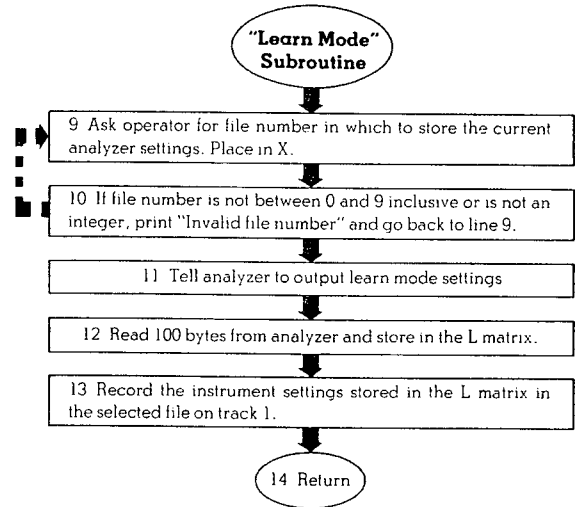 "Learn Mode"
Subroutine
9 Ask operator for file number in which to store the current
analyzer settings. Place in X.
10 If file number is not between 0 and 9 inclusive or is not an
integer, print "Invalid file number" and go back to line 9.
11 Tell analyzer to output learn mode settings
12 Read 100 bytes from analyzer and store in the L matrix.
13 Record the instrument settings stored in the L matrix in
the selected file on track 1.
14 Return